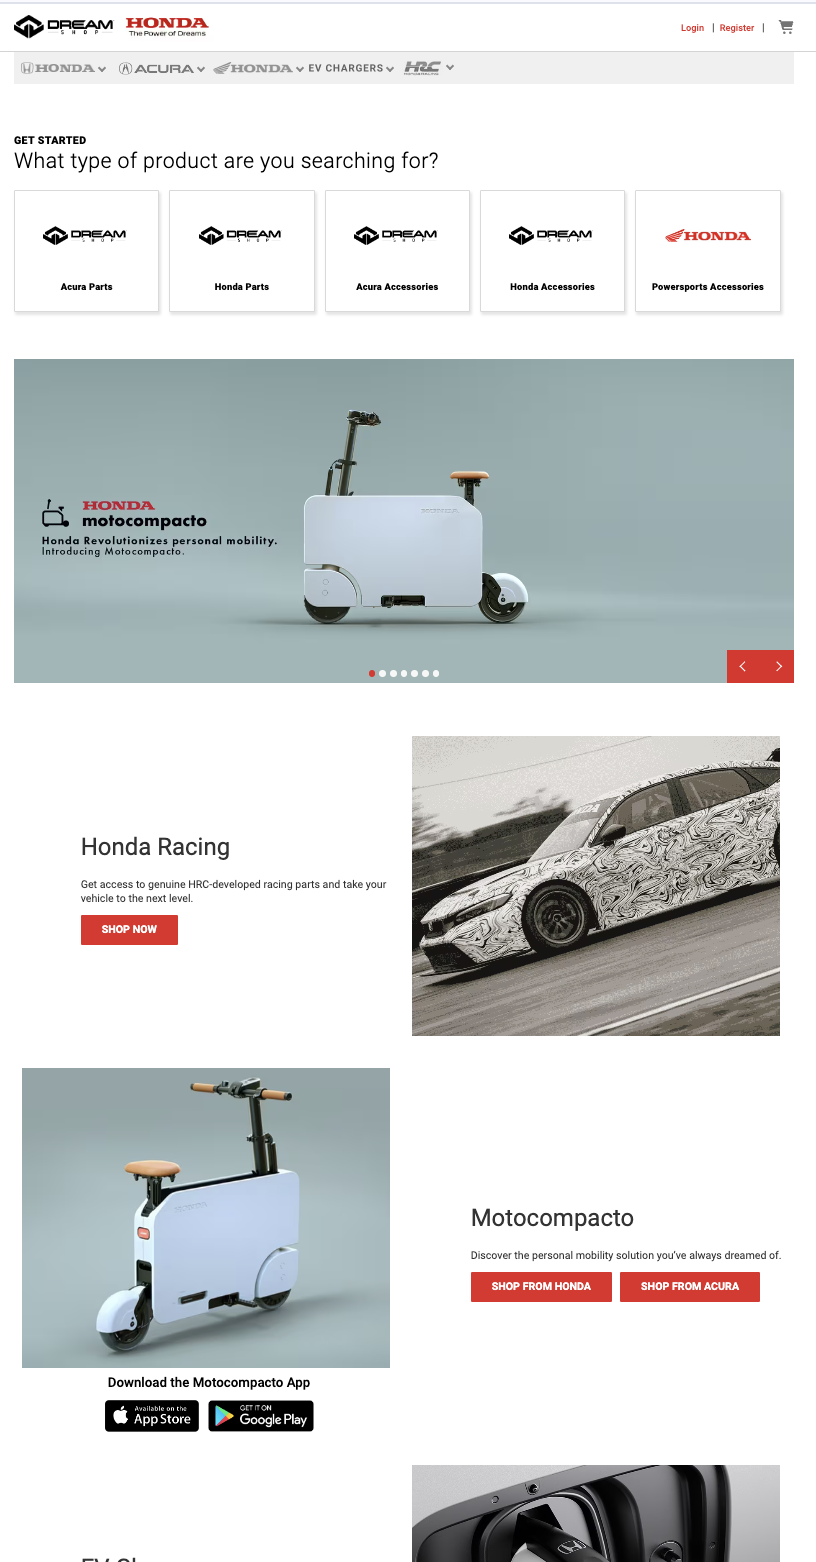 DREAM
SHOP
HONDA
The Power of Dreams
Login | Register |
HONDA
ACURA
HONDA
EV CHARGERS
HRC
GET STARTED
What type of product are you searching for?
DREAM
SHOP
Acura Parts
DREAM
SHOP
Honda Parts
DREAM
SHOP
Acura Accessories
DREAM
SHOP
Honda Accessories
HONDA
Powersports Accessories
HONDA
motocompacto
Honda Revolutionizes personal mobility.
Introducing Motocompacto.
HONDA
Honda Racing
Get access to genuine HRC-developed racing parts and take your
vehicle to the next level.
SHOP NOW
HONDA
Motocompacto
Discover the personal mobility solution you've always dreamed of.
SHOP FROM HONDA
SHOP FROM ACURA
Download the Motocompacto App
Available on the
App Store
GET IT ON
Google Play